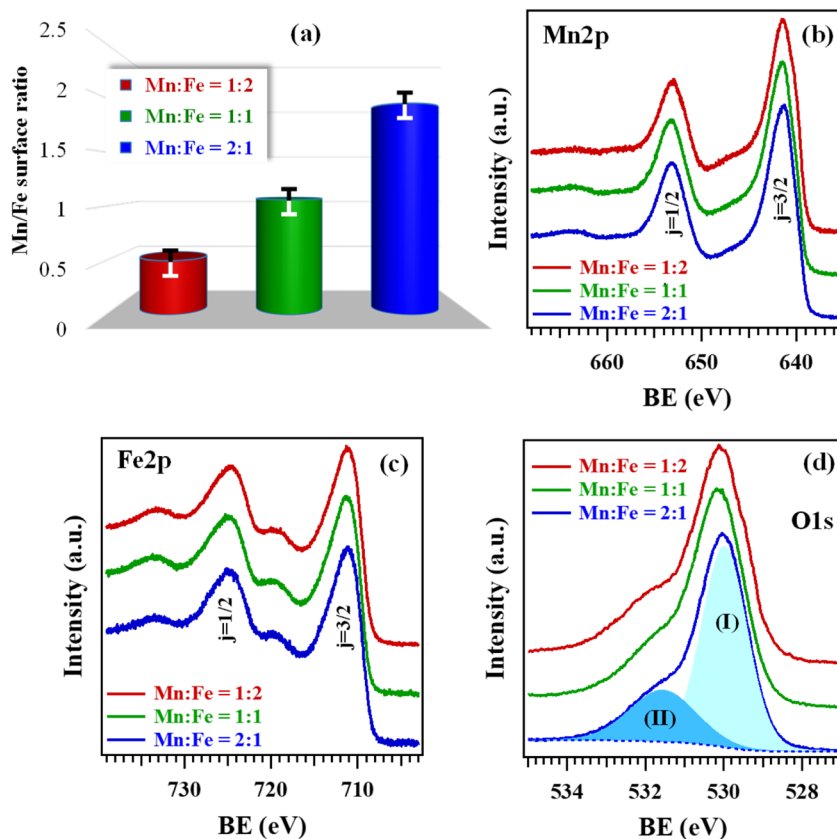 (a)
Mn/Fe surface ratio
2.5
2
1.5
1
0.5
0
Mn:Fe = 1:2
Mn:Fe = 1:1
Mn:Fe = 2:1
(b)
Mn2p
Intensity (a.u.)
j=1/2
j=3/2
Mn:Fe = 1:2
Mn:Fe = 1:1
Mn:Fe = 2:1
660 650 640
BE (eV)
Fe2p
(c)
Intensity (a.u.)
j=1/2
j=3/2
Mn:Fe = 1:2
Mn:Fe = 1:1
Mn:Fe = 2:1
730 720 710
BE (eV)
(d)
Mn:Fe = 1:2
Mn:Fe = 1:1
Mn:Fe = 2:1
O1s
Intensity (a.u.)
(I)
(II)
534 532 530 528
BE (eV)